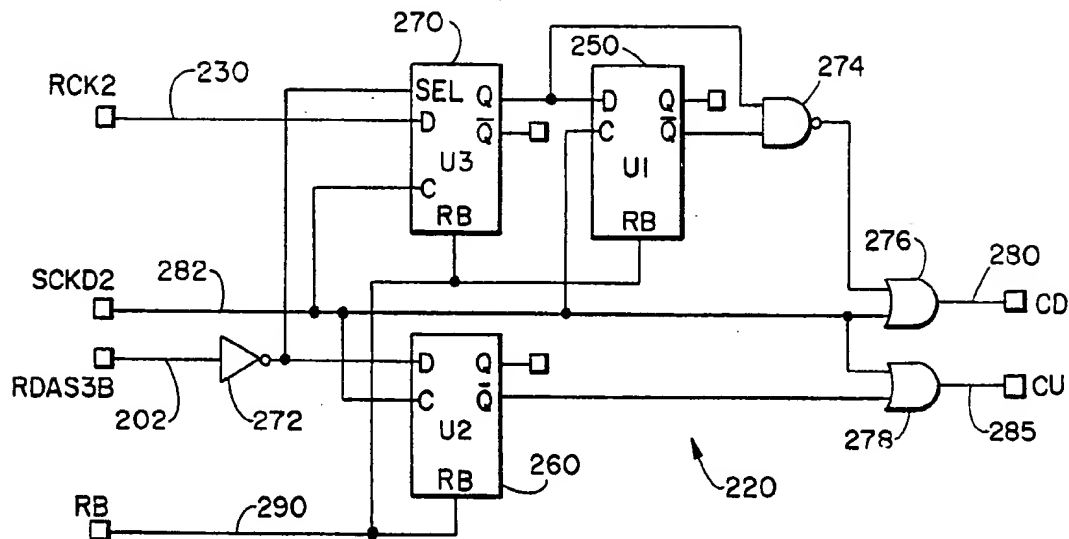 270
250
274
RCK2
230
SEL Q
D
Q̅
U3
C
RB
D Q
C Q̅
U1
RB
276
280
CD
SCKD2
282
RDAS3B
202
272
D Q
C Q̅
U2
RB
260
278
285
CU
220
RB
290